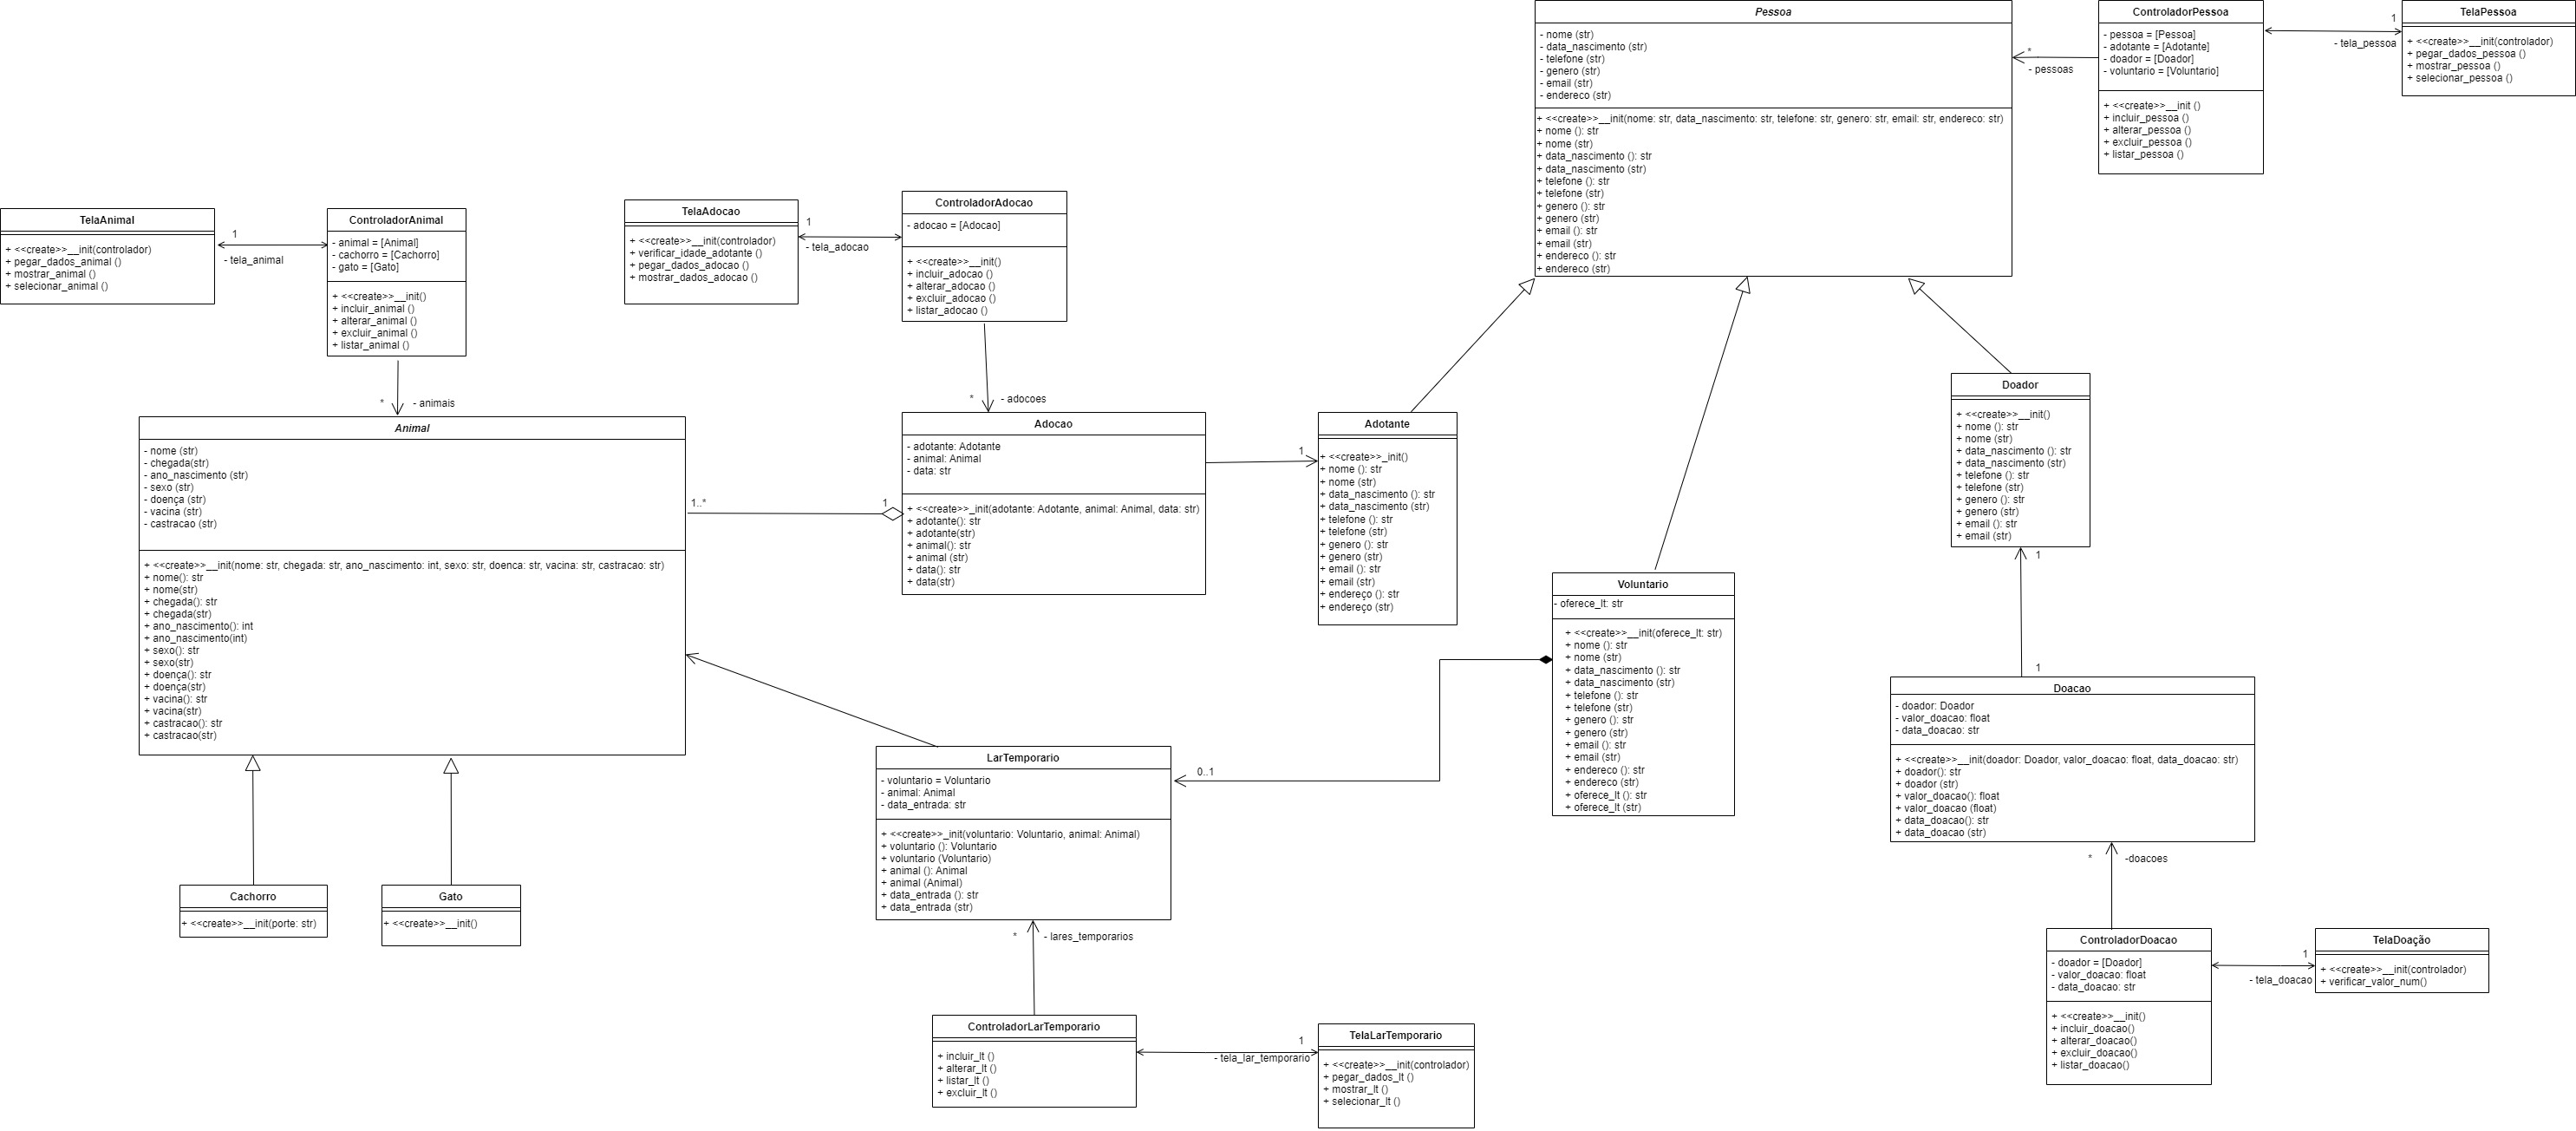 Pessoa
- nome (str)
- data_nascimento (str)
- telefone (str)
- genero (str)
- email (str)
- endereco (str)
+ <<create>>__init(nome: str, data_nascimento: str, telefone: str, genero: str, email: str, endereco: str)
+ nome (): str
+ nome (str)
+ data_nascimento (): str
+ data_nascimento (str)
+ telefone (): str
+ telefone (str)
+ genero (): str
+ genero (str)
+ email (): str
+ email (str)
+ endereco (): str
+ endereco (str)
*
- pessoas
ControladorPessoa
- pessoa = [Pessoa]
- adotante = [Adotante]
- doador = [Doador]
- voluntario = [Voluntario]
+ <<create>>__init ()
+ incluir_pessoa ()
+ alterar_pessoa ()
+ excluir_pessoa ()
+ listar_pessoa ()
1
- tela_pessoa
TelaPessoa
+ <<create>>__init(controlador)
+ pegar_dados_pessoa ()
+ mostrar_pessoa ()
+ selecionar_pessoa ()
TelaAnimal
+ <<create>>__init(controlador)
+ pegar_dados_animal ()
+ mostrar_animal ()
+ selecionar_animal ()
1
- tela_animal
ControladorAnimal
- animal = [Animal]
- cachorro = [Cachorro]
- gato = [Gato]
+ <<create>>__init()
+ incluir_animal ()
+ alterar_animal ()
+ excluir_animal ()
+ listar_animal ()
* - animais
TelaAdocao
+ <<create>>__init(controlador)
+ verificar_idade_adotante ()
+ pegar_dados_adocao ()
+ mostrar_dados_adocao ()
1
- tela_adocao
ControladorAdocao
- adocao = [Adocao]
+ <<create>>__init()
+ incluir_adocao ()
+ alterar_adocao ()
+ excluir_adocao ()
+ listar_adocao ()
* - adocoes
Animal
- nome (str)
- chegada(str)
- ano_nascimento (str)
- sexo (str)
- doença (str)
- vacina (str)
- castracao (str)
+ <<create>>__init(nome: str, chegada: str, ano_nascimento: int, sexo: str, doenca: str, vacina: str, castracao: str)
+ nome(): str
+ nome(str)
+ chegada(): str
+ chegada(str)
+ ano_nascimento(): int
+ ano_nascimento(int)
+ sexo(): str
+ sexo(str)
+ doença(): str
+ doença(str)
+ vacina(): str
+ vacina(str)
+ castracao(): str
+ castracao(str)
1..* 1
Adocao
- adotante: Adotante
- animal: Animal
- data: str
+ <<create>>_init(adotante: Adotante, animal: Animal, data: str)
+ adotante(): str
+ adotante(str)
+ animal(): str
+ animal (str)
+ data(): str
+ data(str)
1
Adotante
+ <<create>>_init()
+ nome (): str
+ nome (str)
+ data_nascimento (): str
+ data_nascimento (str)
+ telefone (): str
+ telefone (str)
+ genero (): str
+ genero (str)
+ email (): str
+ email (str)
+ endereço (): str
+ endereço (str)
Doador
+ <<create>>__init()
+ nome (): str
+ nome (str)
+ data_nascimento (): str
+ data_nascimento (str)
+ telefone (): str
+ telefone (str)
+ genero (): str
+ genero (str)
+ email (): str
+ email (str)
1
1
Voluntario
- oferece_lt: str
+ <<create>>__init(oferece_lt: str)
+ nome (): str
+ nome (str)
+ data_nascimento (): str
+ data_nascimento (str)
+ telefone (): str
+ telefone (str)
+ genero (): str
+ genero (str)
+ email (): str
+ email (str)
+ endereco (): str
+ endereco (str)
+ oferece_lt (): str
+ oferece_lt (str)
0..1
LarTemporario
- voluntario = Voluntario
- animal: Animal
- data_entrada: str
+ <<create>>_init(voluntario: Voluntario, animal: Animal)
+ voluntario (): Voluntario
+ voluntario (Voluntario)
+ animal (): Animal
+ animal (Animal)
+ data_entrada (): str
+ data_entrada (str)
Doacao
- doador: Doador
- valor_doacao: float
- data_doacao: str
+ <<create>>__init(doador: Doador, valor_doacao: float, data_doacao: str)
+ doador(): str
+ doador (str)
+ valor_doacao(): float
+ valor_doacao (float)
+ data_doacao(): str
+ data_doacao (str)
* -doacoes
Cachorro
+ <<create>>__init(porte: str)
Gato
+ <<create>>__init()
* - lares_temporarios
ControladorLarTemporario
+ incluir_lt ()
+ alterar_lt ()
+ listar_lt ()
+ excluir_lt ()
1
- tela_lar_temporario
TelaLarTemporario
+ <<create>>__init(controlador)
+ pegar_dados_lt ()
+ mostrar_lt ()
+ selecionar_lt ()
ControladorDoacao
- doador = [Doador]
- valor_doacao: float
- data_doacao: str
+ <<create>>__init()
+ incluir_doacao()
+ alterar_doacao()
+ excluir_doacao()
+ listar_doacao()
1
- tela_doacao
TelaDoação
+ <<create>>__init(controlador)
+ verificar_valor_num()